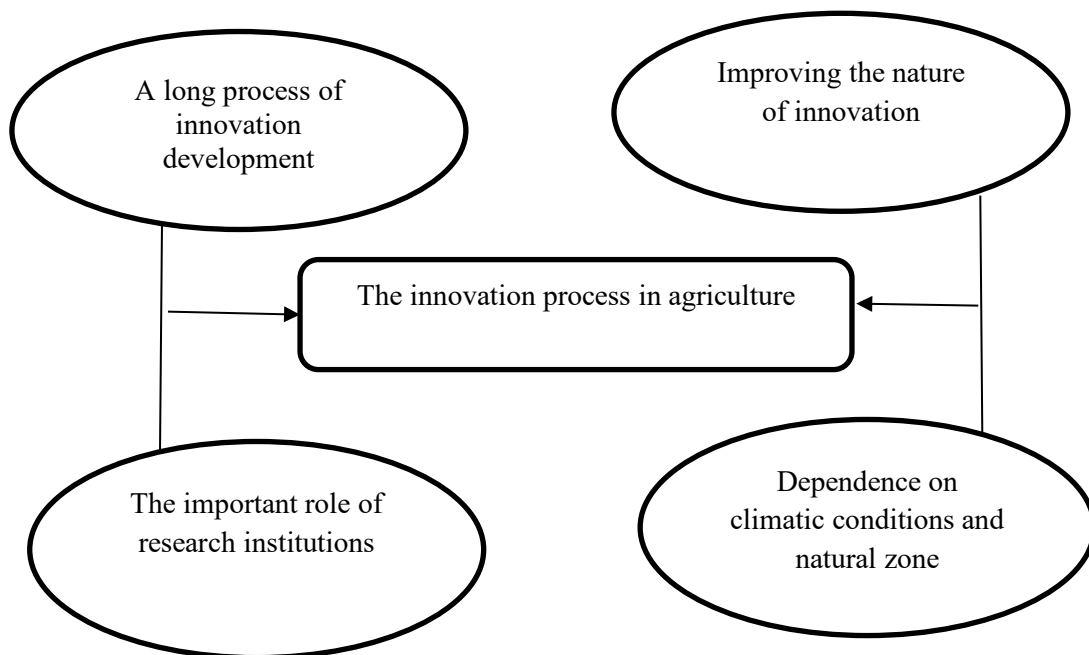 A long process of
innovation
development
Improving the nature
of innovation
The innovation process in agriculture
The important role of
research institutions
Dependence on
climatic conditions and
natural zone